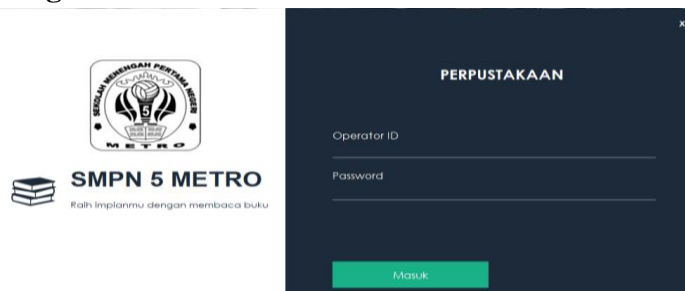 SEKOLAH MENENGAH PERTAMA NEGERI
5
METRO
SMPN 5 METRO
Raih Impianmu dengan membaca buku
x
PERPUSTAKAAN
Operator ID
Password
Masuk